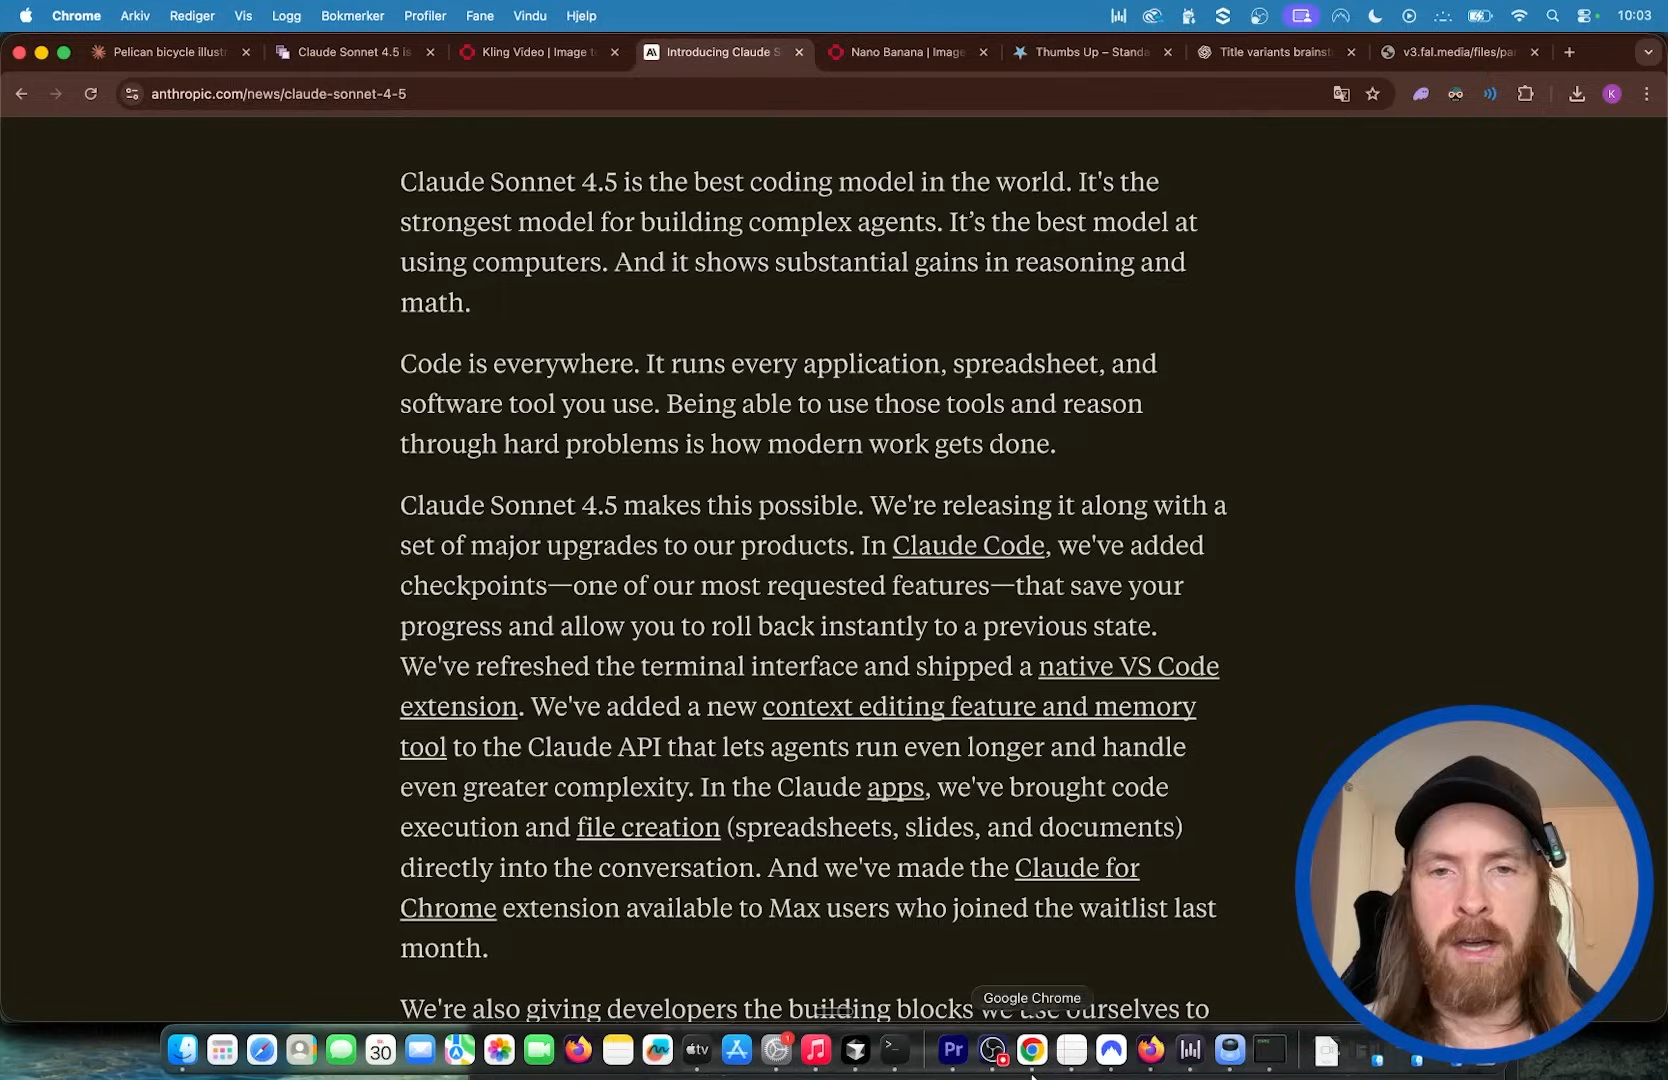 Chrome Arkiv Rediger Vis Logg Bokmerker Profiler Fane Vindu Hjelp 10:03
Pelican bicycle illust Claude Sonnet 4.5 is Kling Video | Image t Introducing Claude S Nano Banana | Image Thumbs Up – Standa Title variants brainst v3.fal.media/files/pa
anthropic.com/news/claude-sonnet-4-5 K
Claude Sonnet 4.5 is the best coding model in the world. It's the
strongest model for building complex agents. It’s the best model at
using computers. And it shows substantial gains in reasoning and
math.
Code is everywhere. It runs every application, spreadsheet, and
software tool you use. Being able to use those tools and reason
through hard problems is how modern work gets done.
Claude Sonnet 4.5 makes this possible. We're releasing it along with a
set of major upgrades to our products. In Claude Code, we've added
checkpoints—one of our most requested features—that save your
progress and allow you to roll back instantly to a previous state.
We've refreshed the terminal interface and shipped a native VS Code
extension. We've added a new context editing feature and memory
tool to the Claude API that lets agents run even longer and handle
even greater complexity. In the Claude apps, we've brought code
execution and file creation (spreadsheets, slides, and documents)
directly into the conversation. And we've made the Claude for
Chrome extension available to Max users who joined the waitlist last
month.
Google Chrome
We're also giving developers the building blocks we use ourselves to
30 tv 1 Pr